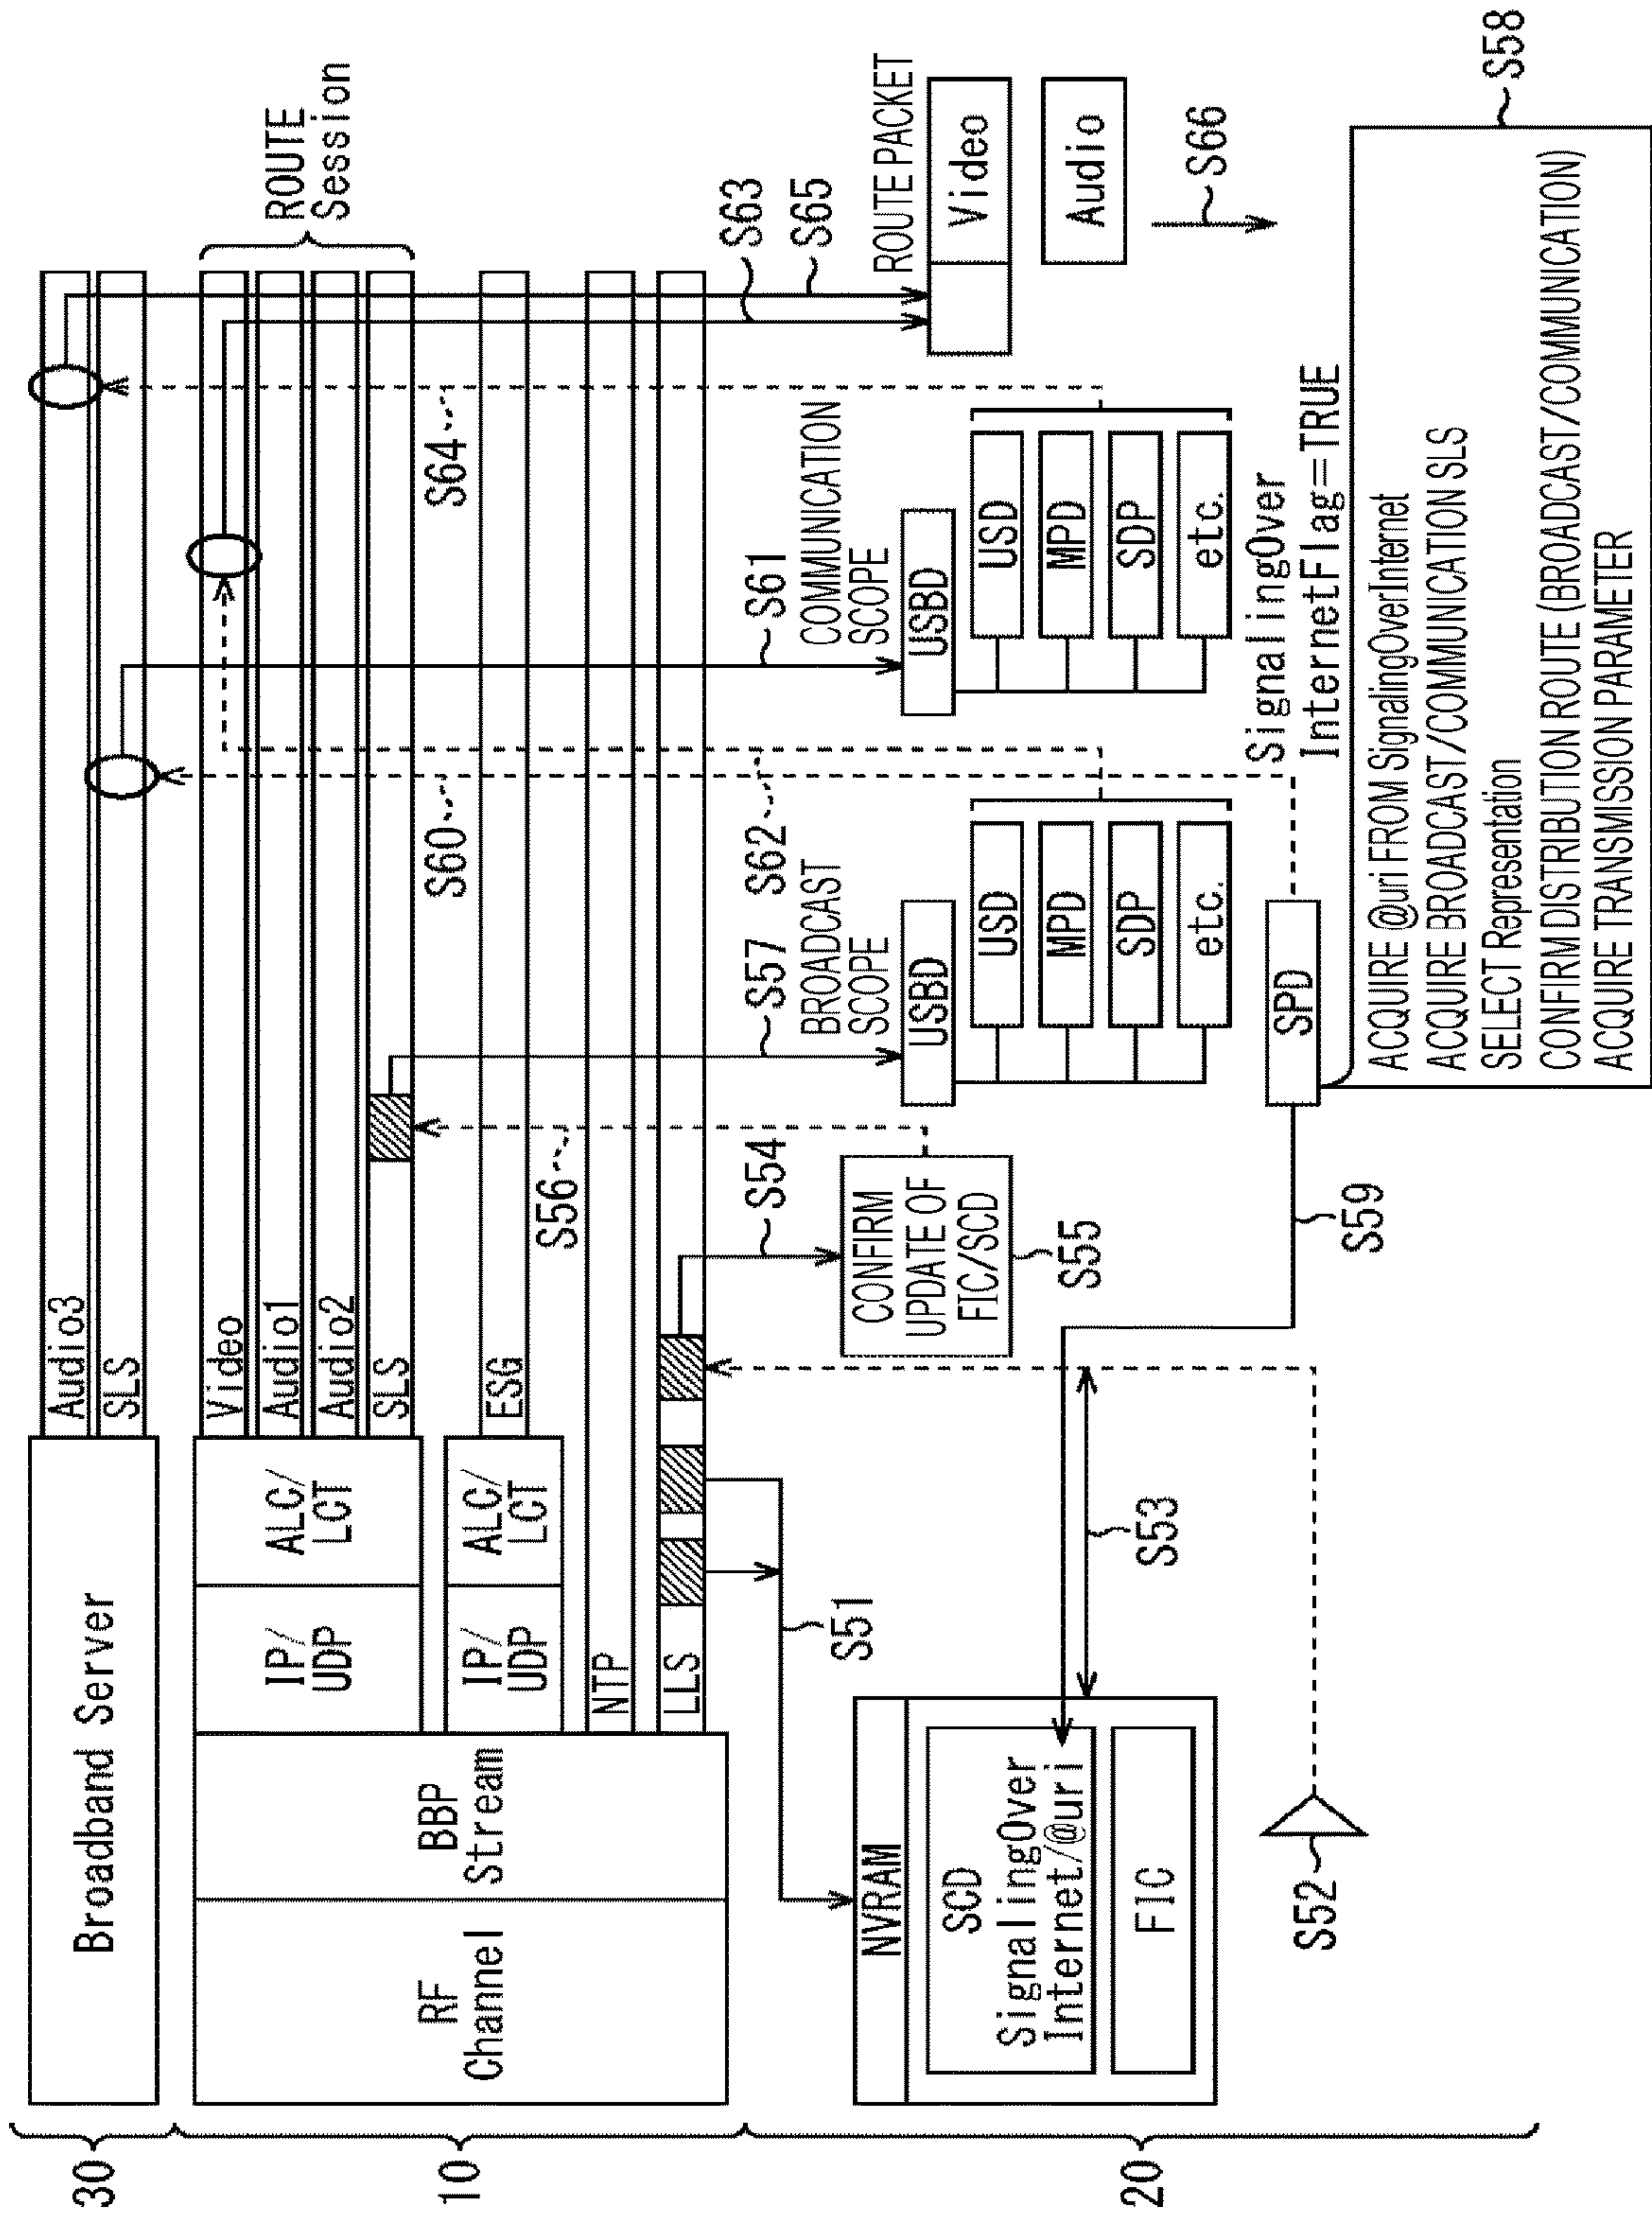 30
10
20
Broadband Server
Audio3
SLS
RF
Channel
BBP
Stream
IP/
UDP
ALC/
LCT
Video
Audio1
Audio2
SLS
ROUTE
Session
IP/
UDP
ALC/
LCT
ESG
NTP
LLS
S51
S54
S56
S57
S60
S62
S61
S64
S63
S65
NVRAM
SCD
SignalingOver
Internet/@uri
FIC
S52
S53
CONFIRM
UPDATE OF
FIC/SCD
S55
S59
BROADCAST
SCOPE
USBD
USD
MPD
SDP
etc.
SPD
COMMUNICATION
SCOPE
USBD
USD
MPD
SDP
etc.
SignalingOver
InternetFlag=TRUE
ROUTE PACKET
Video
Audio
S66
S58
ACQUIRE @uri FROM SignalingOverInternet
ACQUIRE BROADCAST/COMMUNICATION SLS
SELECT Representation
CONFIRM DISTRIBUTION ROUTE (BROADCAST/COMMUNICATION)
ACQUIRE TRANSMISSION PARAMETER